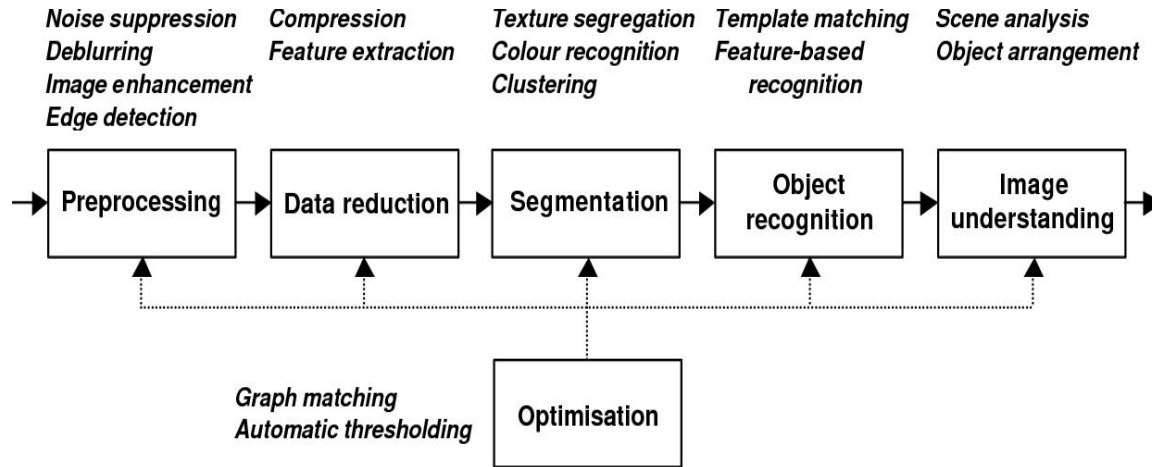 Noise suppression
Deblurring
Image enhancement
Edge detection
Compression
Feature extraction
Texture segregation
Colour recognition
Clustering
Template matching
Feature-based
recognition
Scene analysis
Object arrangement
Preprocessing
Data reduction
Segmentation
Object
recognition
Image
understanding
Graph matching
Automatic thresholding
Optimisation